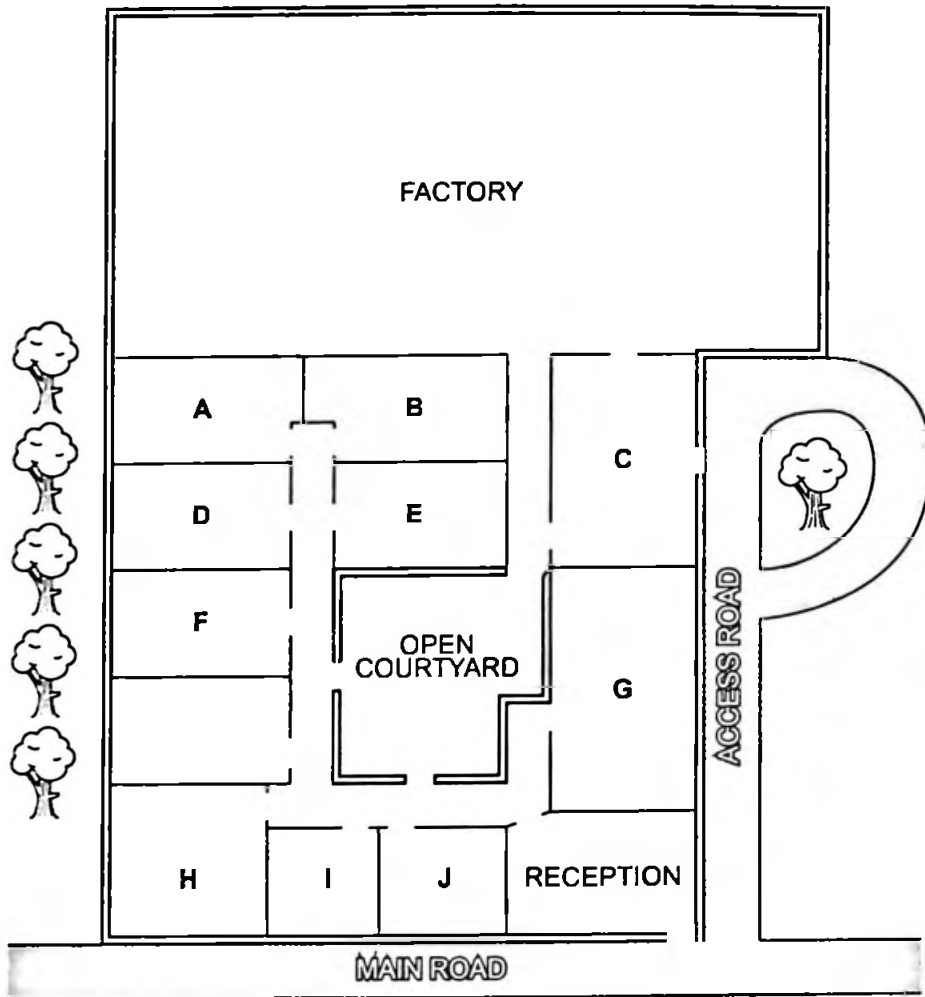 FACTORY
A
B
C
D
E
F
OPEN
COURTYARD
G
ACCESS ROAD
H
I
J
RECEPTION
MAIN ROAD